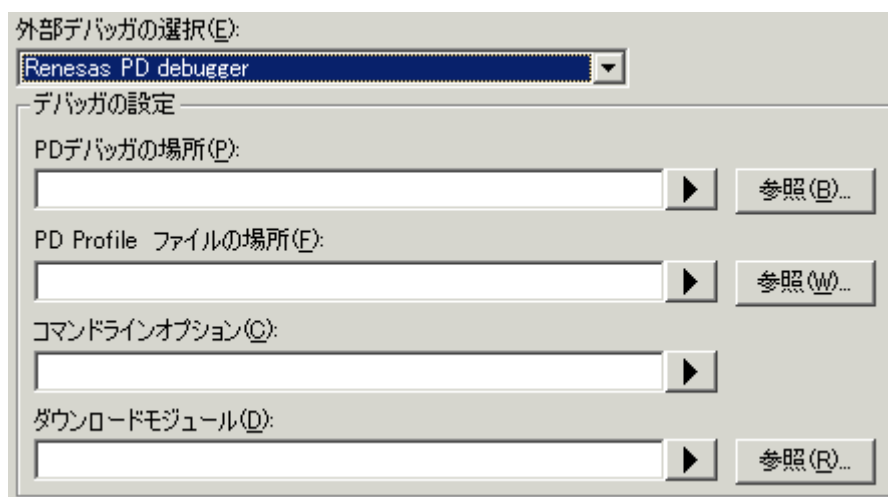 外部デバッガの選択(E):
Renesas PD debugger
デバッガの設定
PDデバッガの場所(P):
参照(B)...
PD Profile ファイルの場所(F):
参照(W)...
コマンドラインオプション(C):
ダウンロードモジュール(D):
参照(R)...